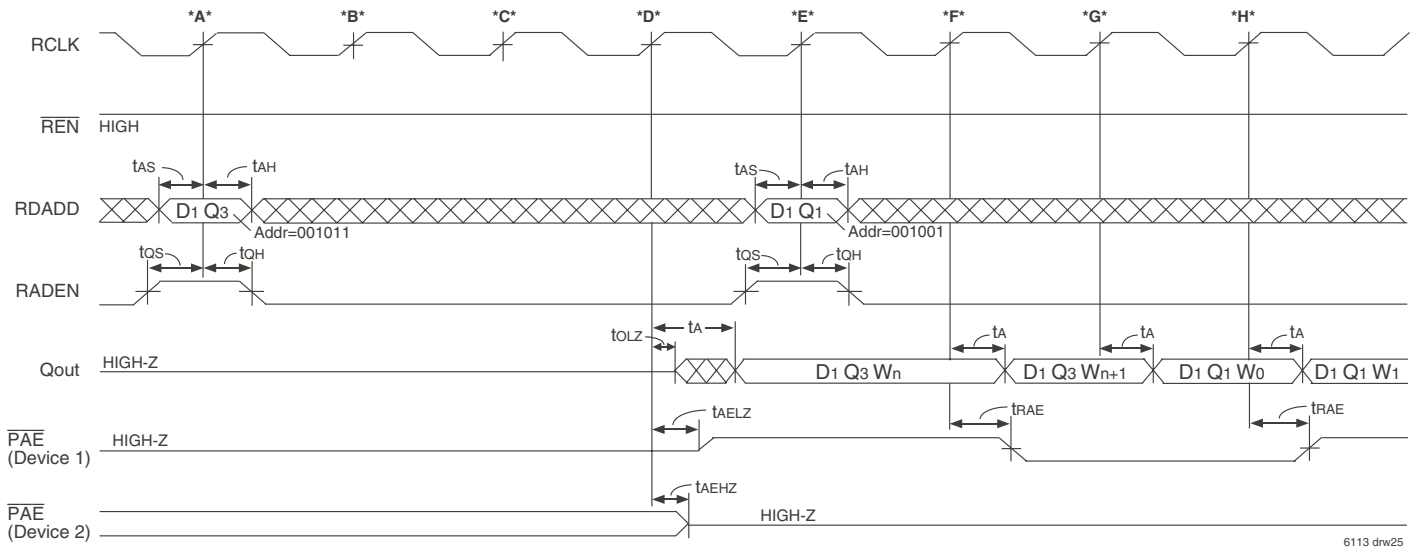 *A* *B* *C* *D* *E* *F* *G* *H*
RCLK
REN HIGH
tAS tAH tAS tAH
RDADD D1 Q3 D1 Q1
Addr=001011 Addr=001001
tQS tQH tQS tQH
RADEN
tOLZ tA tA tA tA
Qout HIGH-Z D1 Q3 Wn D1 Q3 Wn+1 D1 Q1 W0 D1 Q1 W1
tAELZ tRAE tRAE
PAE HIGH-Z
(Device 1)
tAEHZ
PAE HIGH-Z
(Device 2)
6113 drw25